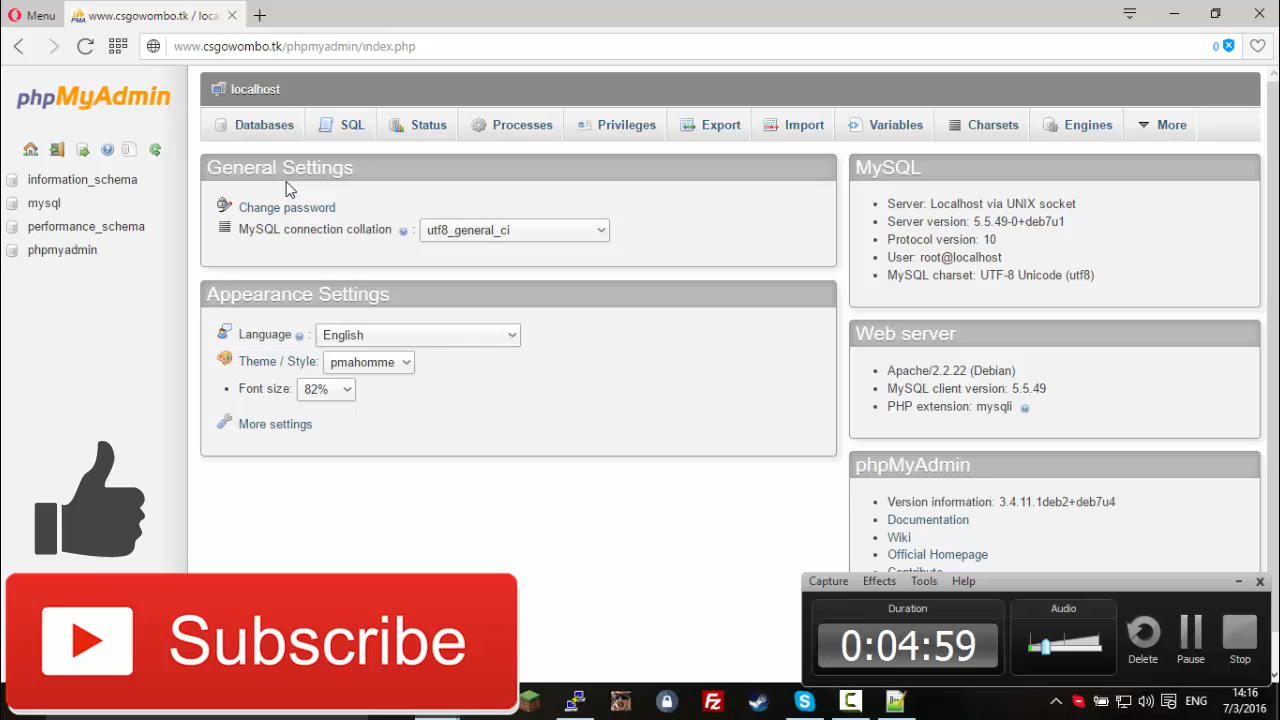 Menu
www.csgowombo.tk / loca
www.csgowombo.tk/phpmyadmin/index.php
0
phpMyAdmin
information_schema
mysql
performance_schema
phpmyadmin
localhost
Databases SQL Status Processes Privileges Export Import Variables Charsets Engines More
General Settings
Change password
MySQL connection collation : utf8_general_ci
Appearance Settings
Language : English
Theme / Style: pmahomme
Font size: 82%
More settings
MySQL
Server: Localhost via UNIX socket
Server version: 5.5.49-0+deb7u1
Protocol version: 10
User: root@localhost
MySQL charset: UTF-8 Unicode (utf8)
Web server
Apache/2.2.22 (Debian)
MySQL client version: 5.5.49
PHP extension: mysqli
phpMyAdmin
Version information: 3.4.11.1deb2+deb7u4
Documentation
Wiki
Official Homepage
Contribute
Subscribe
Capture Effects Tools Help
Duration
0:04:59
Audio
Delete Pause Stop
ENG
14:16
7/3/2016